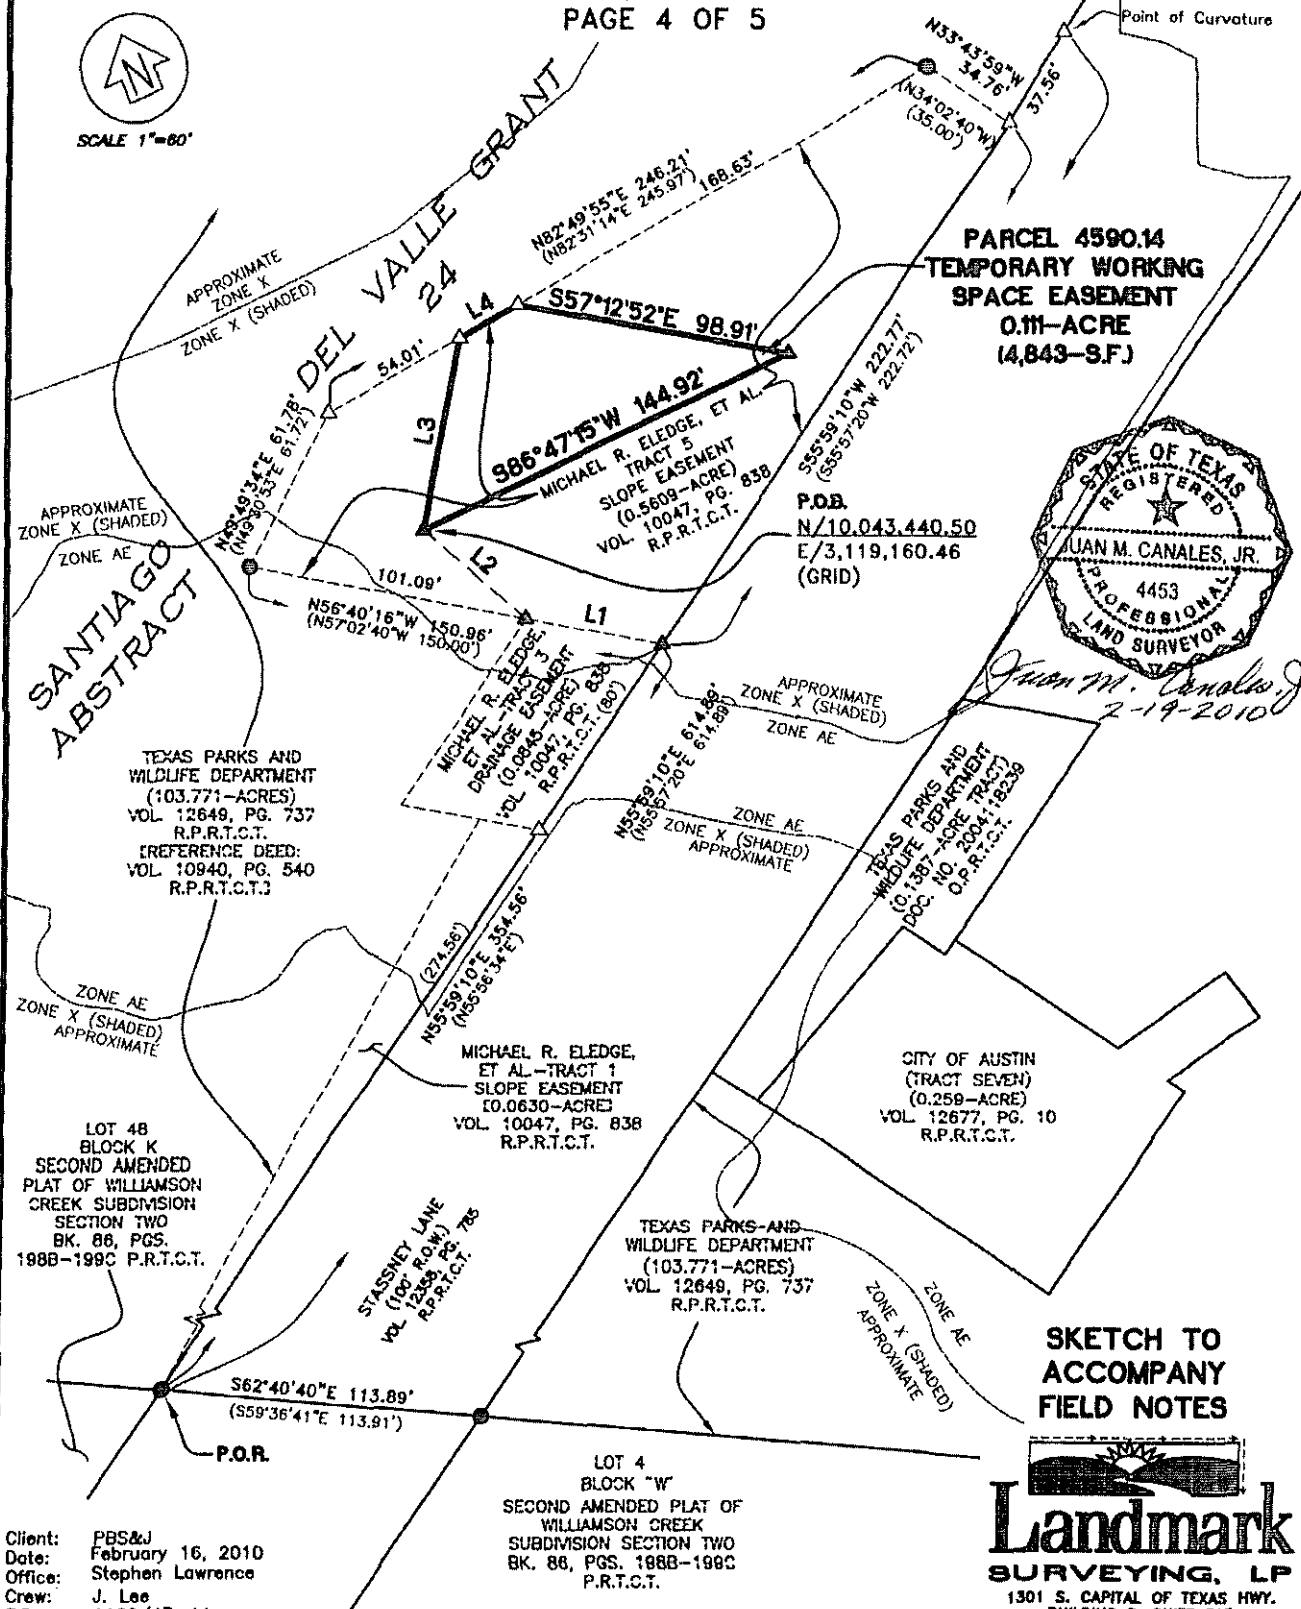 PAGE 4 OF 5
N
SCALE 1"=60'
Point of Curvature
N33°43'59"W
34.76'
(N34°02'40"W)
(35.00')
37.56'
SANTIAGO DEL VALLE GRANT
ABSTRACT 24
APPROXIMATE
ZONE X
ZONE X (SHADED)
N82°49'55"E 246.21'
(N82°31'14"E 245.97')
168.63'
PARCEL 4590.14
TEMPORARY WORKING
SPACE EASEMENT
0.111-ACRE
(4,843-S.F.)
L4
S57°12'52"E 98.91'
54.01'
L3
S86°47'15"W 144.92'
MICHAEL R. ELEDGE, ET AL.
TRACT 5
SLOPE EASEMENT
(0.5609-ACRE)
VOL. 10047, PG. 838
R.P.R.T.C.T.
S55°59'10"W 222.77'
(S55°57'20"W 222.72')
N49°49'34"E 61.78'
(N49°30'53"E 61.72')
APPROXIMATE
ZONE X (SHADED)
ZONE AE
P.O.B.
N/10,043,440.50
E/3,119,160.46
(GRID)
STATE OF TEXAS
REGISTERED
JUAN M. CANALES, JR.
4453
PROFESSIONAL
LAND SURVEYOR
Juan M. Canales, Jr
2-19-2010
L2
101.09'
L1
N56°40'16"W 150.96'
(N57°02'40"W 150.00')
MICHAEL R. ELEDGE,
ET AL-TRACT 3
DRAINAGE EASEMENT
(0.0845-ACRE)
VOL. 10047, PG. 838
R.P.R.T.C.T. (80')
APPROXIMATE
ZONE X (SHADED)
ZONE AE
N55°59'10"E 614.89'
(N55°57'20"E 614.89')
TEXAS PARKS AND
WILDLIFE DEPARTMENT
(103.771-ACRES)
VOL. 12649, PG. 737
R.P.R.T.C.T.
[REFERENCE DEED:
VOL. 10940, PG. 540
R.P.R.T.C.T.]
ZONE AE
ZONE X (SHADED)
APPROXIMATE
TEXAS PARKS AND
WILDLIFE DEPARTMENT
(0.1387-ACRE TRACT)
DOC. NO. 2004118239
O.P.R.T.C.T.
(274.56')
N55°59'10"E 354.56'
(N55°56'34"E)
ZONE AE
ZONE X (SHADED)
APPROXIMATE
MICHAEL R. ELEDGE,
ET AL-TRACT 1
SLOPE EASEMENT
[0.0630-ACRE]
VOL. 10047, PG. 838
R.P.R.T.C.T.
CITY OF AUSTIN
(TRACT SEVEN)
(0.259-ACRE)
VOL. 12677, PG. 10
R.P.R.T.C.T.
LOT 48
BLOCK K
SECOND AMENDED
PLAT OF WILLIAMSON
CREEK SUBDIVISION
SECTION TWO
BK. 86, PGS.
198B-199C P.R.T.C.T.
STASSNEY LANE
(100' R.O.W.)
VOL. 12358, PG. 785
R.P.R.T.C.T.
TEXAS PARKS AND
WILDLIFE DEPARTMENT
(103.771-ACRES)
VOL. 12649, PG. 737
R.P.R.T.C.T.
ZONE AE
ZONE X (SHADED)
APPROXIMATE
SKETCH TO
ACCOMPANY
FIELD NOTES
S62°40'40"E 113.89'
(S59°36'41"E 113.91')
P.O.R.
LOT 4
BLOCK "W"
SECOND AMENDED PLAT OF
WILLIAMSON CREEK
SUBDIVISION SECTION TWO
BK. 86, PGS. 198B-199C
P.R.T.C.T.
Landmark
SURVEYING, LP
1301 S. CAPITAL OF TEXAS HWY.
Client: PBS&J
Date: February 16, 2010
Office: Stephen Lawrence
Crew: J. Lee